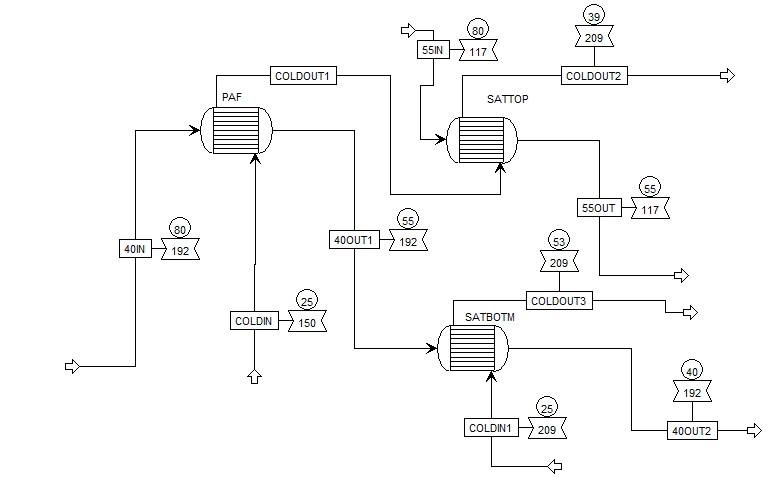 39
209
80
117
55IN
COLDOUT1
COLDOUT2
PAF
SATTOP
55
117
55OUT
80
192
40IN
55
192
40OUT1
53
209
COLDOUT3
25
150
COLDIN
SATBOTM
40
192
40OUT2
25
209
COLDIN1